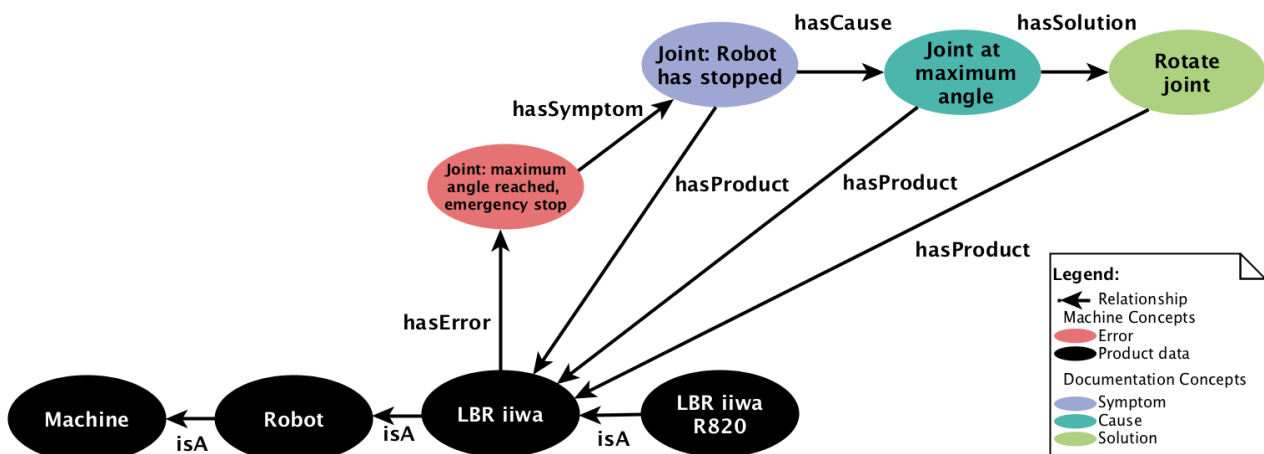 hasCause
hasSolution
Joint: Robot
has stopped
Joint at
maximum
angle
Rotate
joint
hasSymptom
Joint: maximum
angle reached,
emergency stop
hasProduct
hasProduct
hasProduct
hasError
Legend:
Relationship
Machine Concepts
Error
Product data
Documentation Concepts
Symptom
Cause
Solution
Machine
isA
Robot
isA
LBR iiwa
isA
LBR iiwa
R820